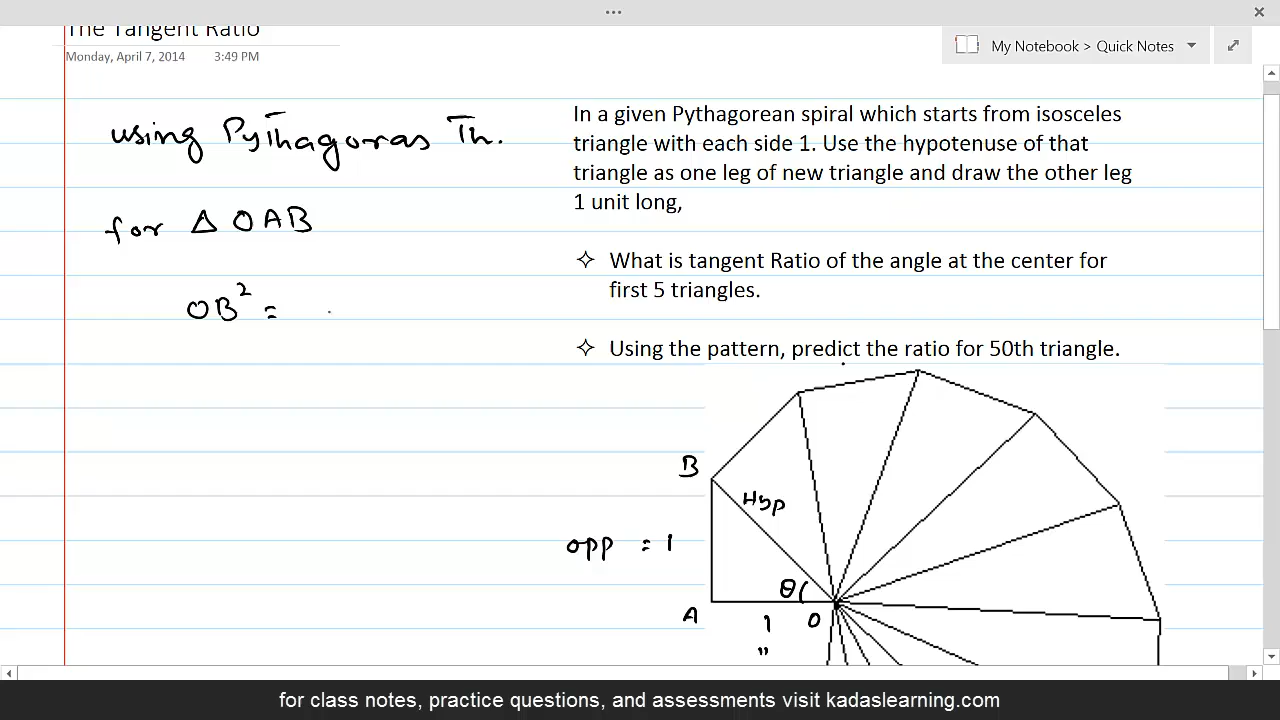 The Tangent Ratio
Monday, April 7, 2014 3:49 PM
My Notebook > Quick Notes
using Pythagoras Th.
for Δ OAB
OB² =
In a given Pythagorean spiral which starts from isosceles
triangle with each side 1. Use the hypotenuse of that
triangle as one leg of new triangle and draw the other leg
1 unit long,
✧ What is tangent Ratio of the angle at the center for
first 5 triangles.
✧ Using the pattern, predict the ratio for 50th triangle.
B
Hyp
opp = 1
θ
A 1 O
"
for class notes, practice questions, and assessments visit kadaslearning.com